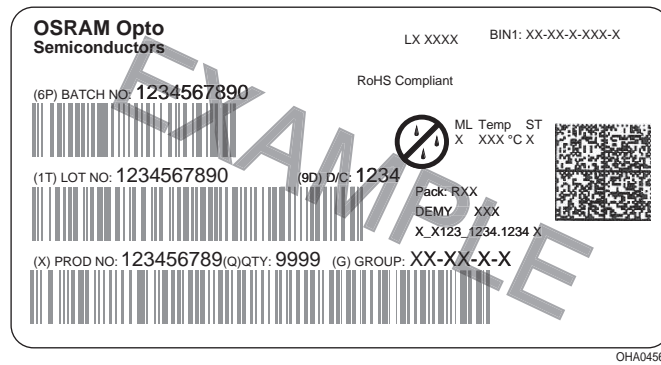 OSRAM Opto
Semiconductors
LX XXXX
BIN1: XX-XX-X-XXX-X
RoHS Compliant
(6P) BATCH NO: 1234567890
ML Temp ST
X XXX °C X
(1T) LOT NO: 1234567890 (9D) D/C: 1234
Pack: RXX
DEMY XXX
X_X123_1234.1234 X
(X) PROD NO: 123456789(Q)QTY: 9999 (G) GROUP: XX-XX-X-X
EXAMPLE
OHA0456